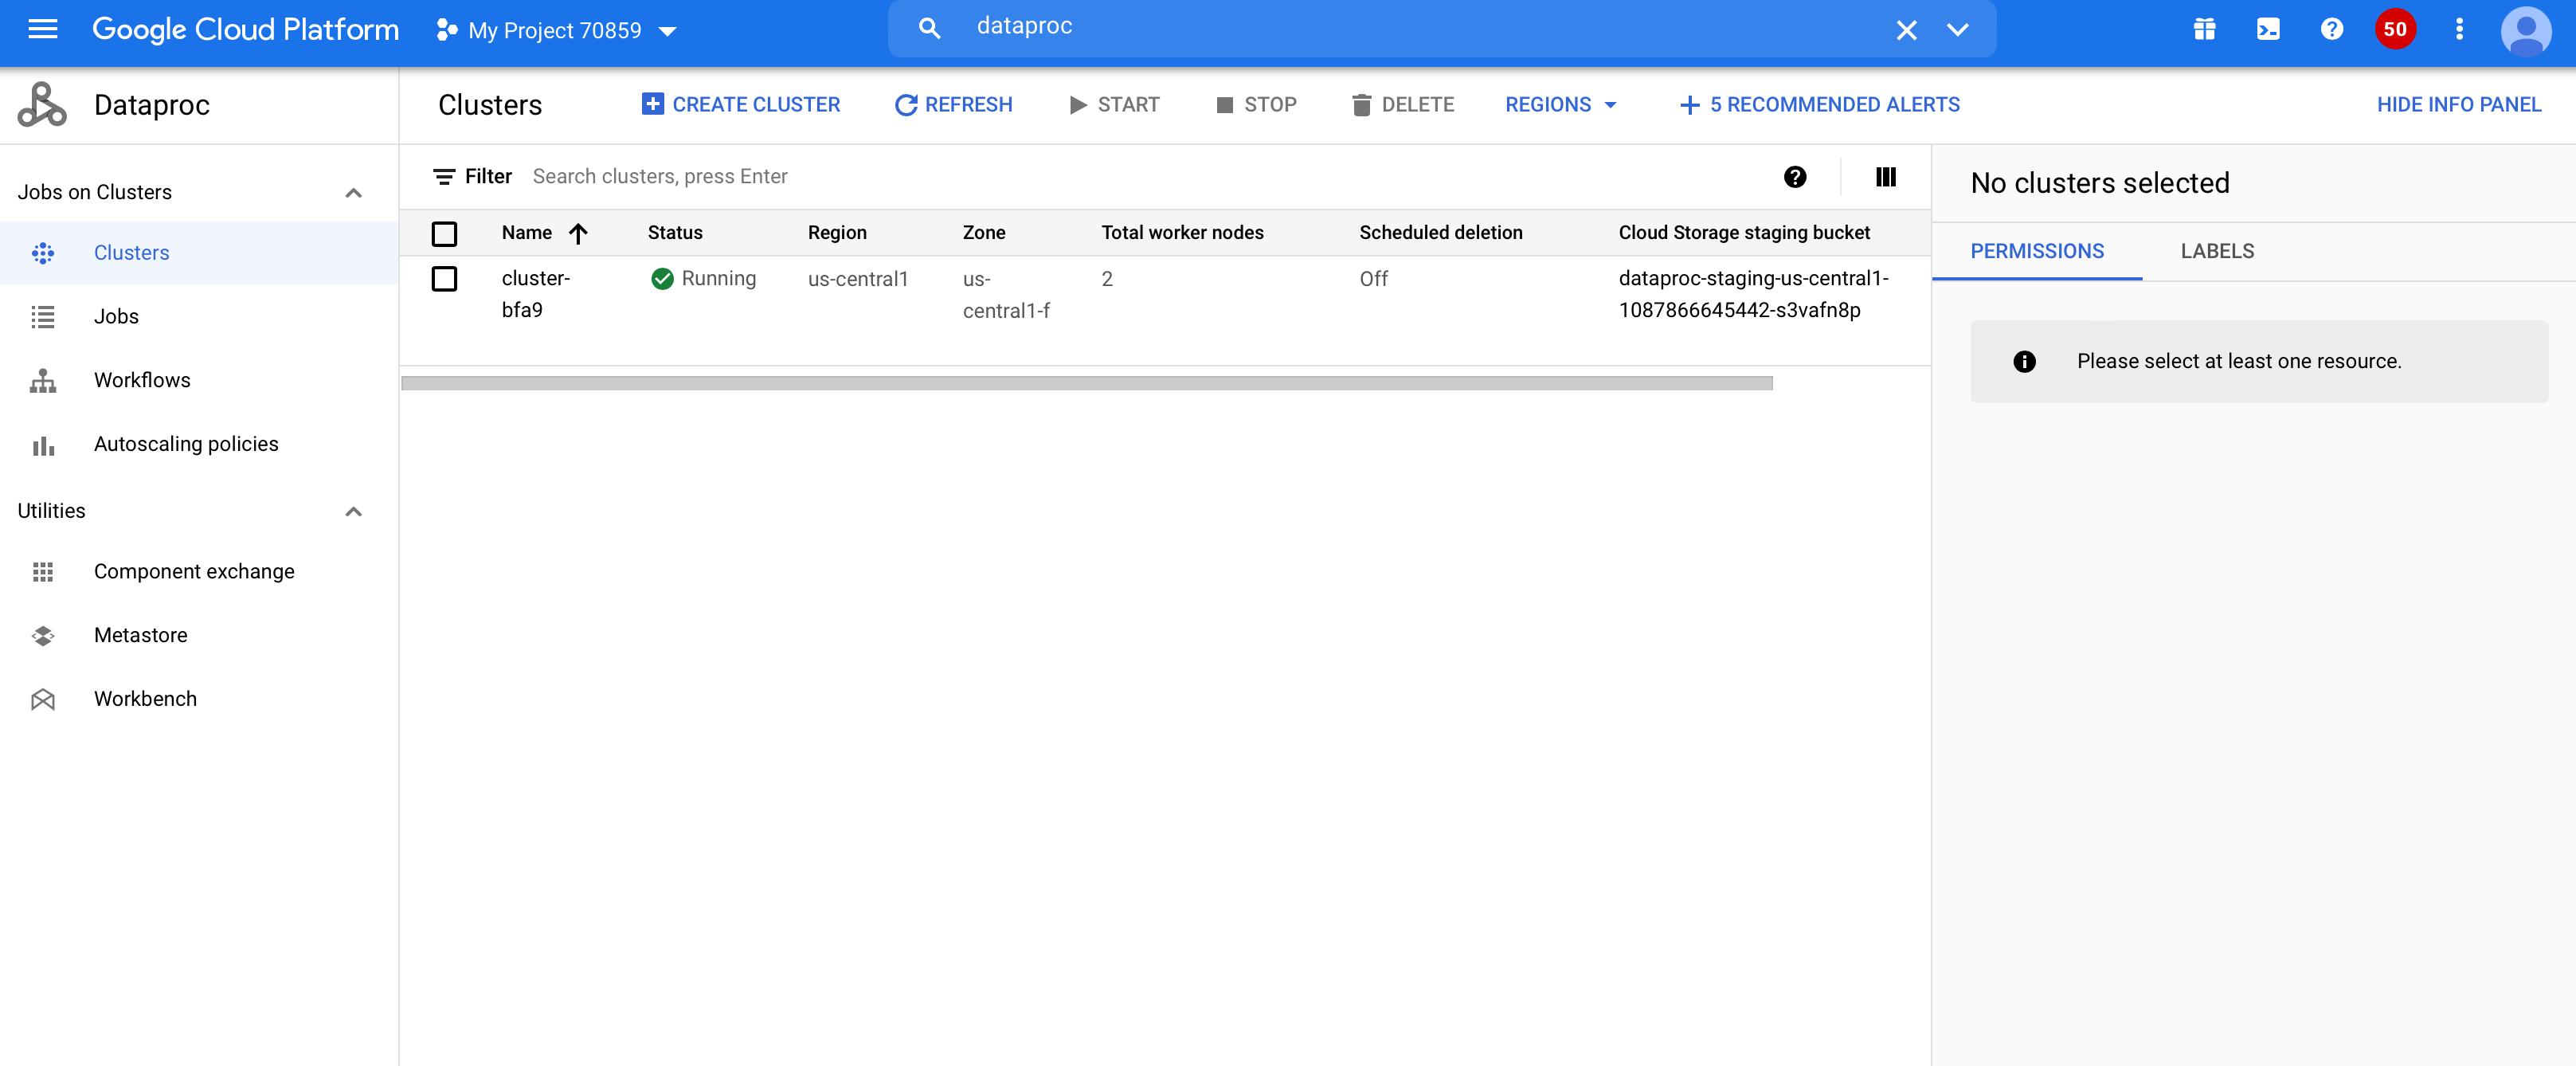 Google Cloud Platform
My Project 70859
dataproc
50
Dataproc
Clusters
CREATE CLUSTER
REFRESH
START
STOP
DELETE
REGIONS
5 RECOMMENDED ALERTS
HIDE INFO PANEL
Jobs on Clusters
Clusters
Jobs
Workflows
Autoscaling policies
Utilities
Component exchange
Metastore
Workbench
Filter Search clusters, press Enter
Name Status Region Zone Total worker nodes Scheduled deletion Cloud Storage staging bucket
cluster- Running us-central1 us- 2 Off dataproc-staging-us-central1-
bfa9 central1-f 1087866645442-s3vafn8p
No clusters selected
PERMISSIONS LABELS
Please select at least one resource.